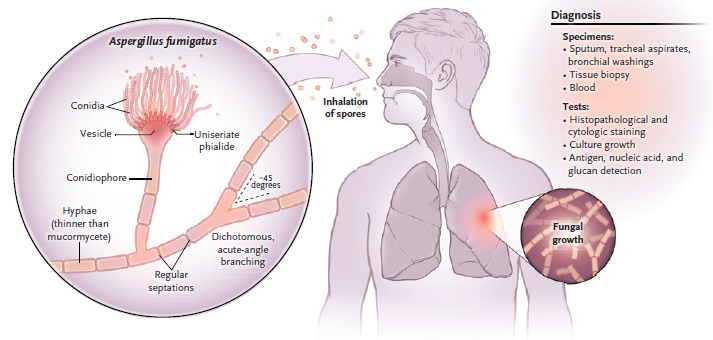 Aspergillus fumigatus
Conidia
Vesicle
Uniseriate
phialide
Conidiophore
~45
degrees
Hyphae
(thinner than
mucormycete)
Dichotomous,
acute-angle
branching
Regular
septations
Inhalation
of spores
Fungal
growth
Diagnosis
Specimens:
• Sputum, tracheal aspirates,
bronchial washings
• Tissue biopsy
• Blood
Tests:
• Histopathological and
cytologic staining
• Culture growth
• Antigen, nucleic acid, and
glucan detection